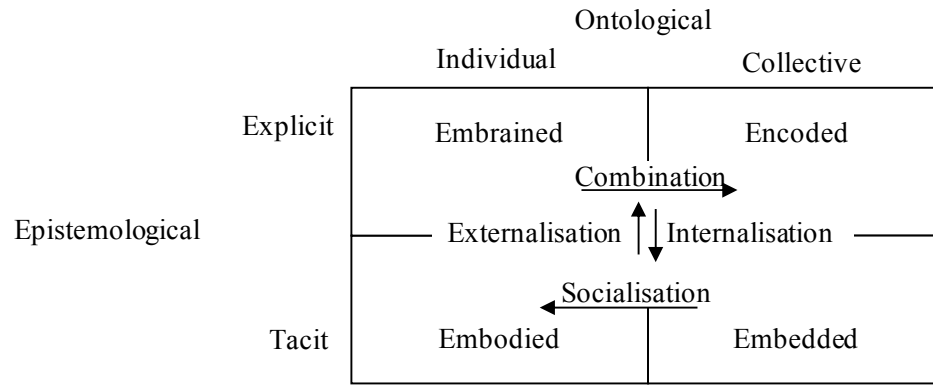 Ontological
Individual Collective
Explicit Embrained Encoded
Combination
Epistemological Externalisation Internalisation
Socialisation
Tacit Embodied Embedded